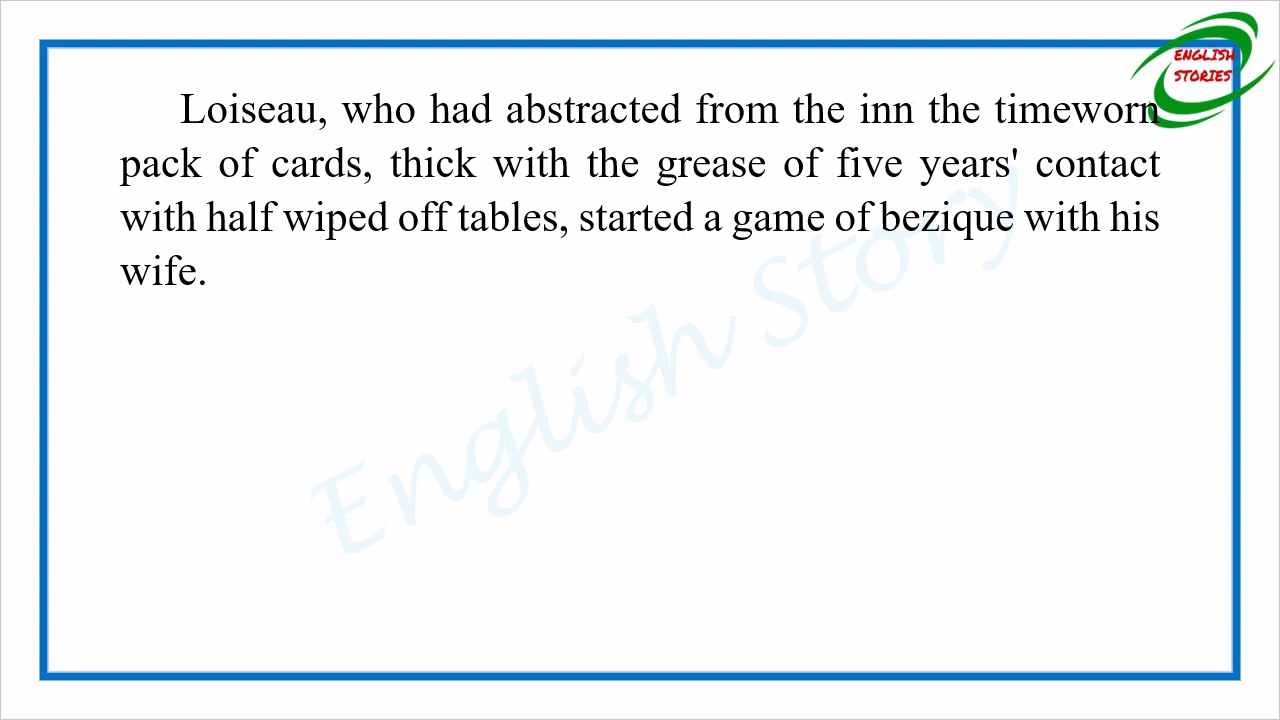 ENGLISH
STORIES
Loiseau, who had abstracted from the inn the timeworn
pack of cards, thick with the grease of five years' contact
with half wiped off tables, started a game of bezique with his
wife.
English Story